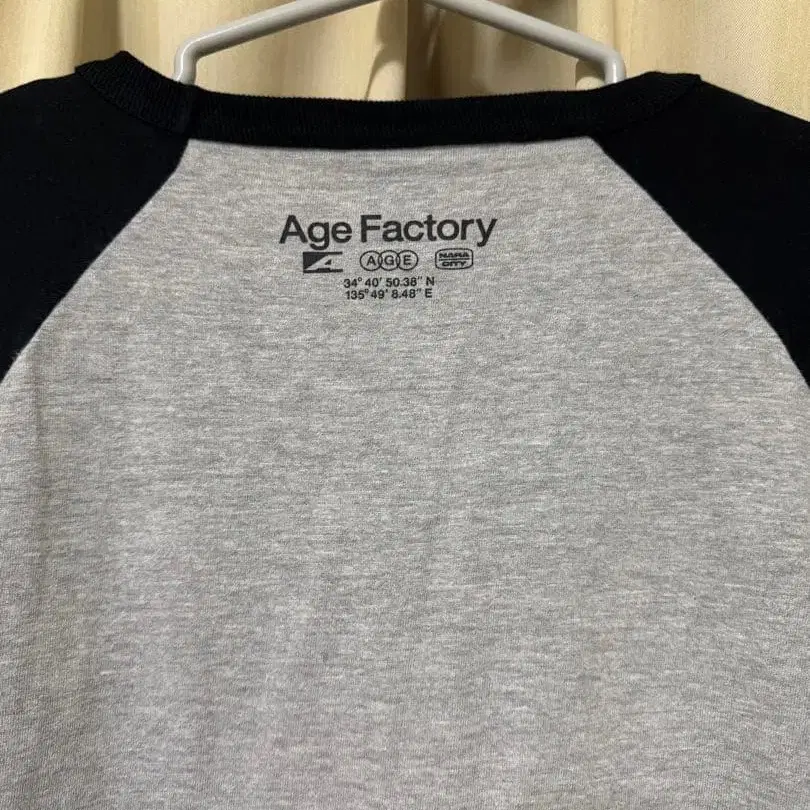 Age Factory
AGE NARA CITY
34° 40' 50.38" N
135° 49' 8.48" E